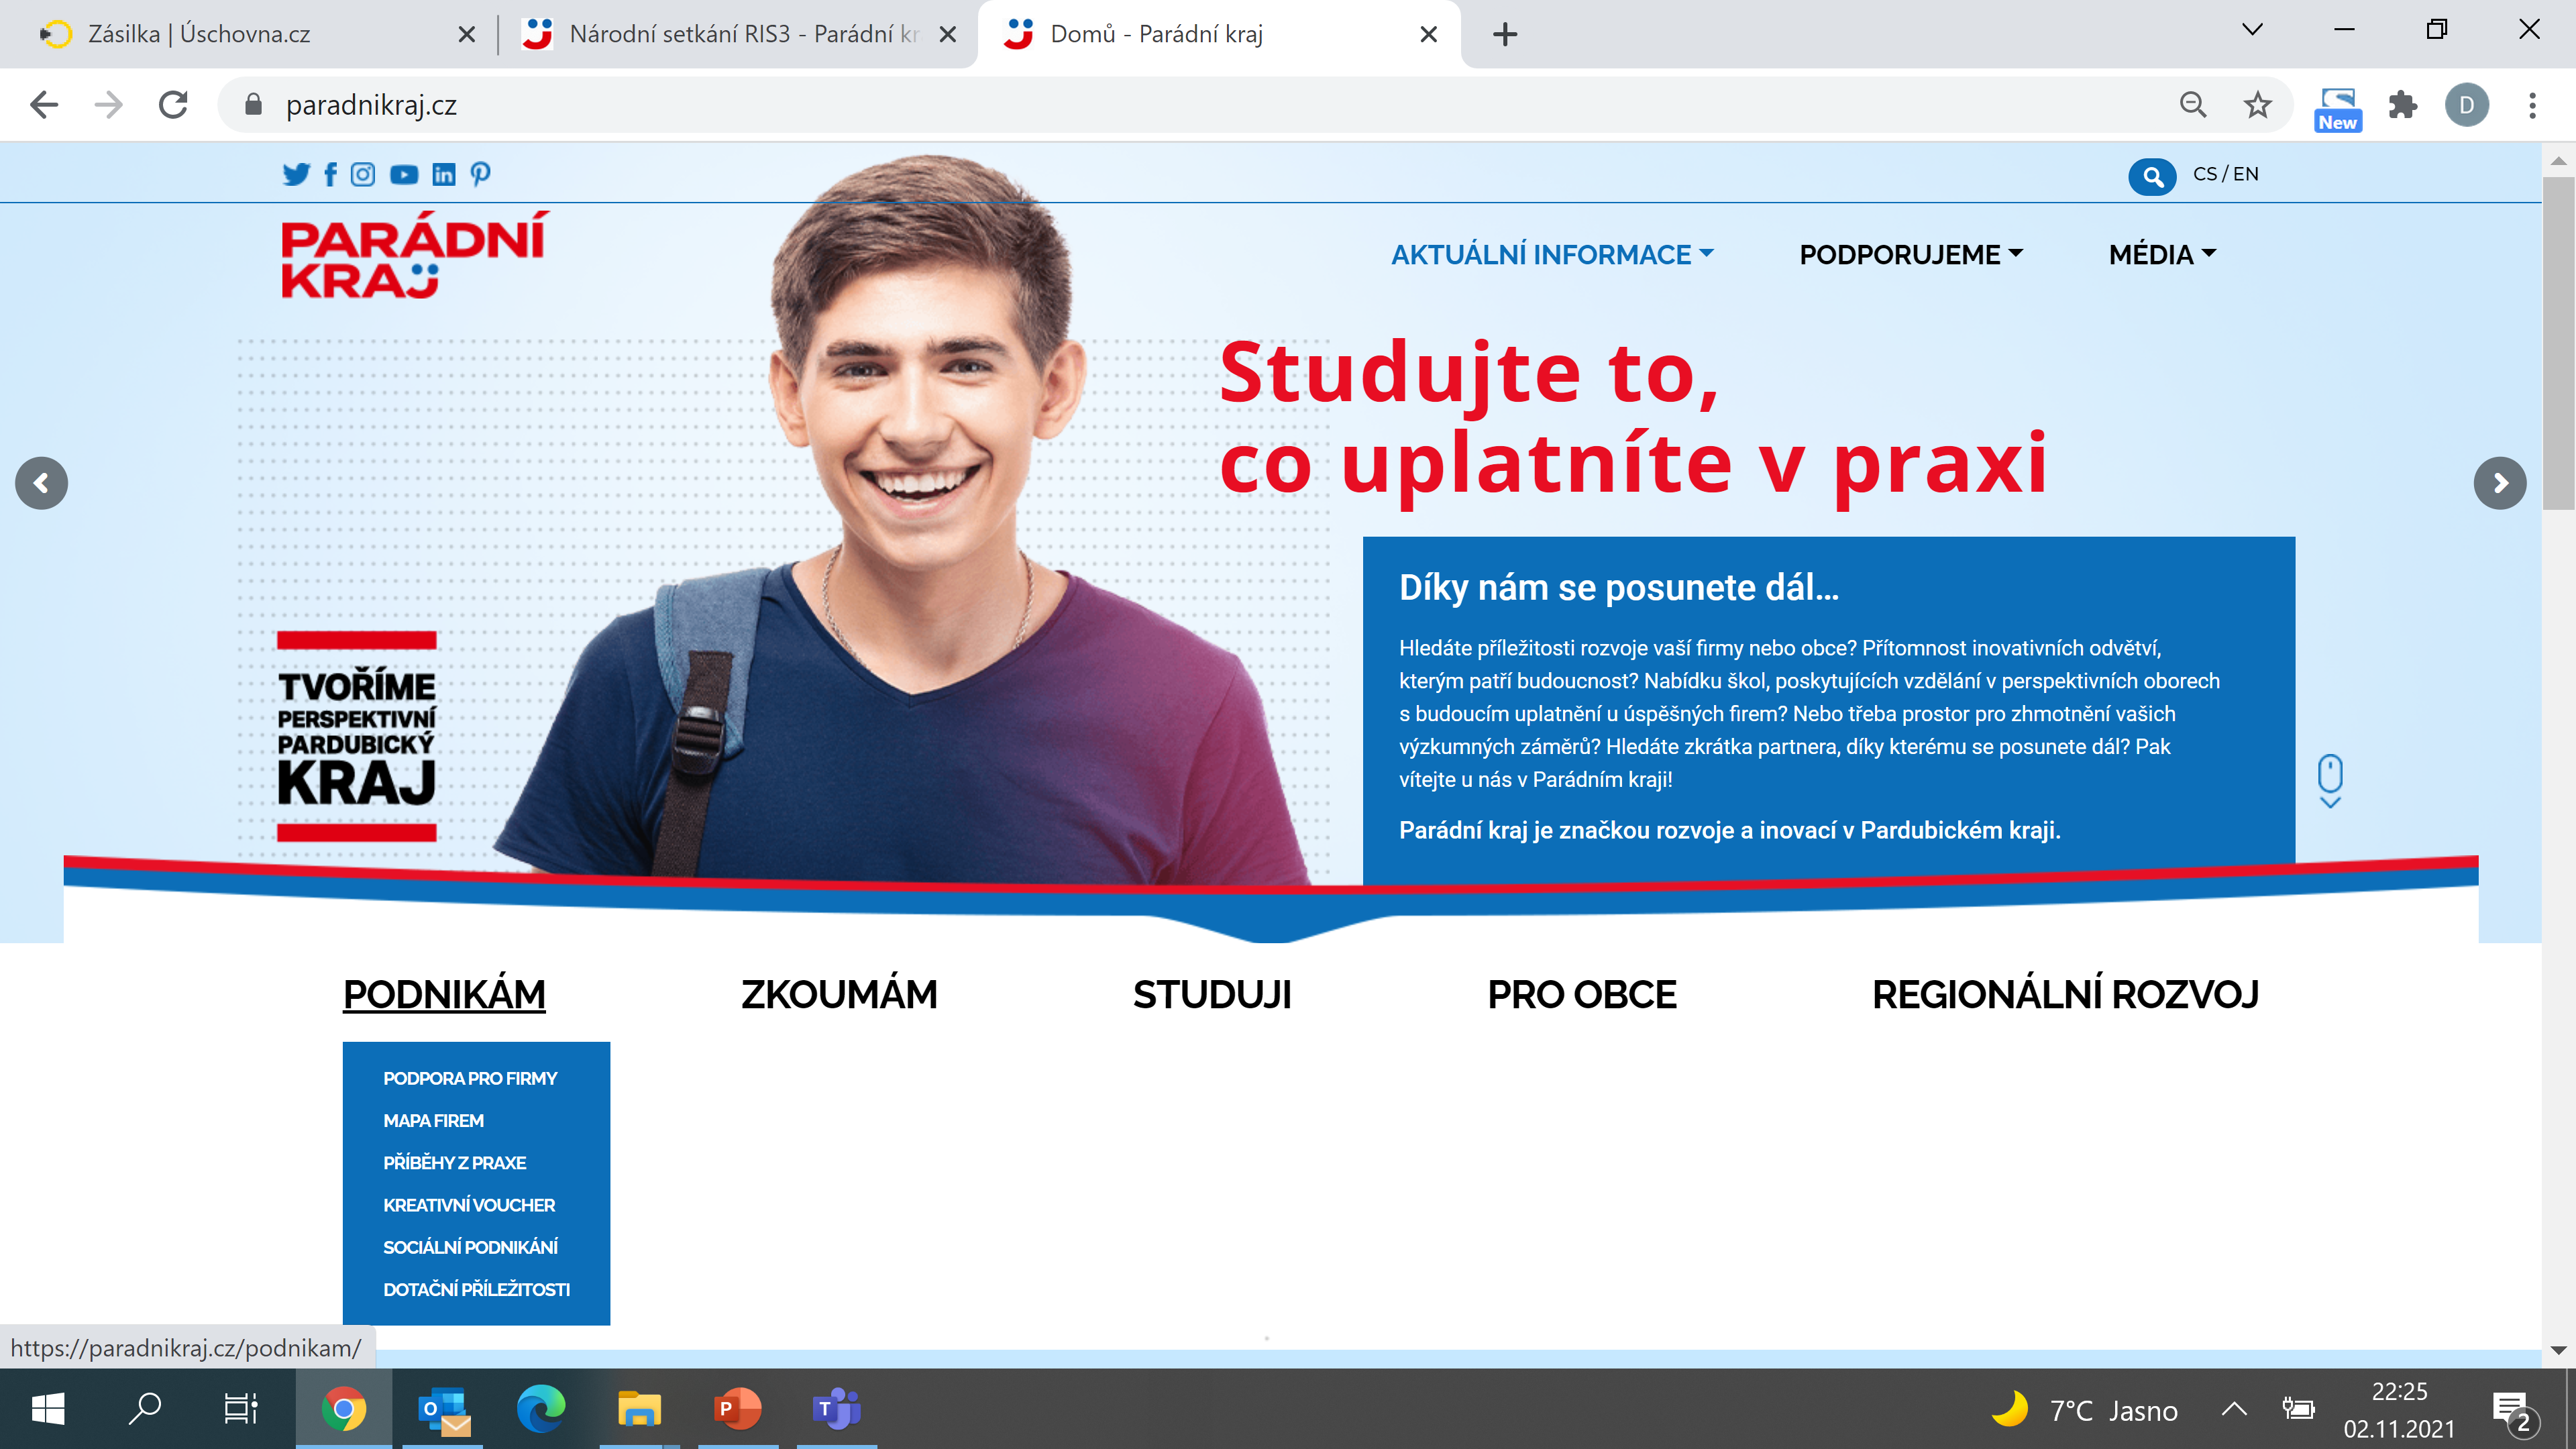 Zásilka | Úschovna.cz
Národní setkání RIS3 - Parádní kr
Domů - Parádní kraj
paradnikraj.cz
New
D
CS / EN
PARÁDNÍ
KRAJ
AKTUÁLNÍ INFORMACE
PODPORUJEME
MÉDIA
Studujte to,
co uplatníte v praxi
Díky nám se posunete dál...
Hledáte příležitosti rozvoje vaší firmy nebo obce? Přítomnost inovativních odvětví,
kterým patří budoucnost? Nabídku škol, poskytujících vzdělání v perspektivních oborech
s budoucím uplatnění u úspěšných firem? Nebo třeba prostor pro zhmotnění vašich
výzkumných záměrů? Hledáte zkrátka partnera, díky kterému se posunete dál? Pak
vítejte u nás v Parádním kraji!
Parádní kraj je značkou rozvoje a inovací v Pardubickém kraji.
TVOŘÍME
PERSPEKTIVNÍ
PARDUBICKÝ
KRAJ
PODNIKÁM
ZKOUMÁM
STUDUJI
PRO OBCE
REGIONÁLNÍ ROZVOJ
PODPORA PRO FIRMY
MAPA FIREM
PŘÍBĚHY Z PRAXE
KREATIVNÍ VOUCHER
SOCIÁLNÍ PODNIKÁNÍ
DOTAČNÍ PŘÍLEŽITOSTI
https://paradnikraj.cz/podnikam/
7°C Jasno
22:25
02.11.2021
2